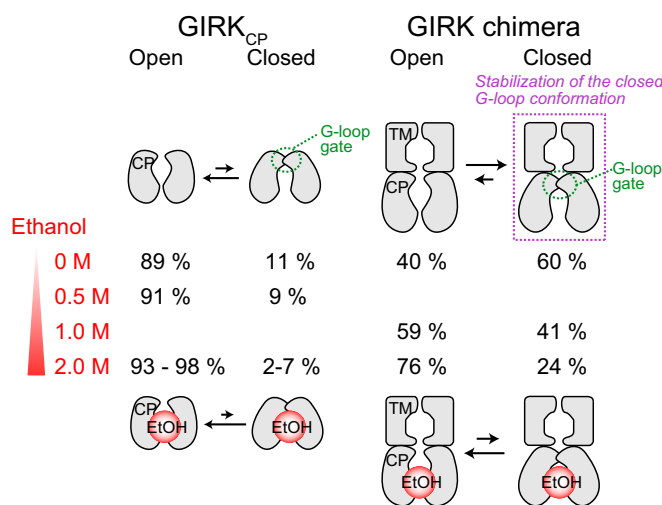 GIRKCP GIRK chimera
Open Closed Open Closed
Stabilization of the closed
G-loop conformation
G-loop
gate
TM
CP
CP
G-loop
gate
Ethanol
0 M 89 % 11 % 40 % 60 %
0.5 M 91 % 9 %
1.0 M 59 % 41 %
2.0 M 93 - 98 % 2-7 % 76 % 24 %
CP
EtOH EtOH
TM
CP
EtOH EtOH